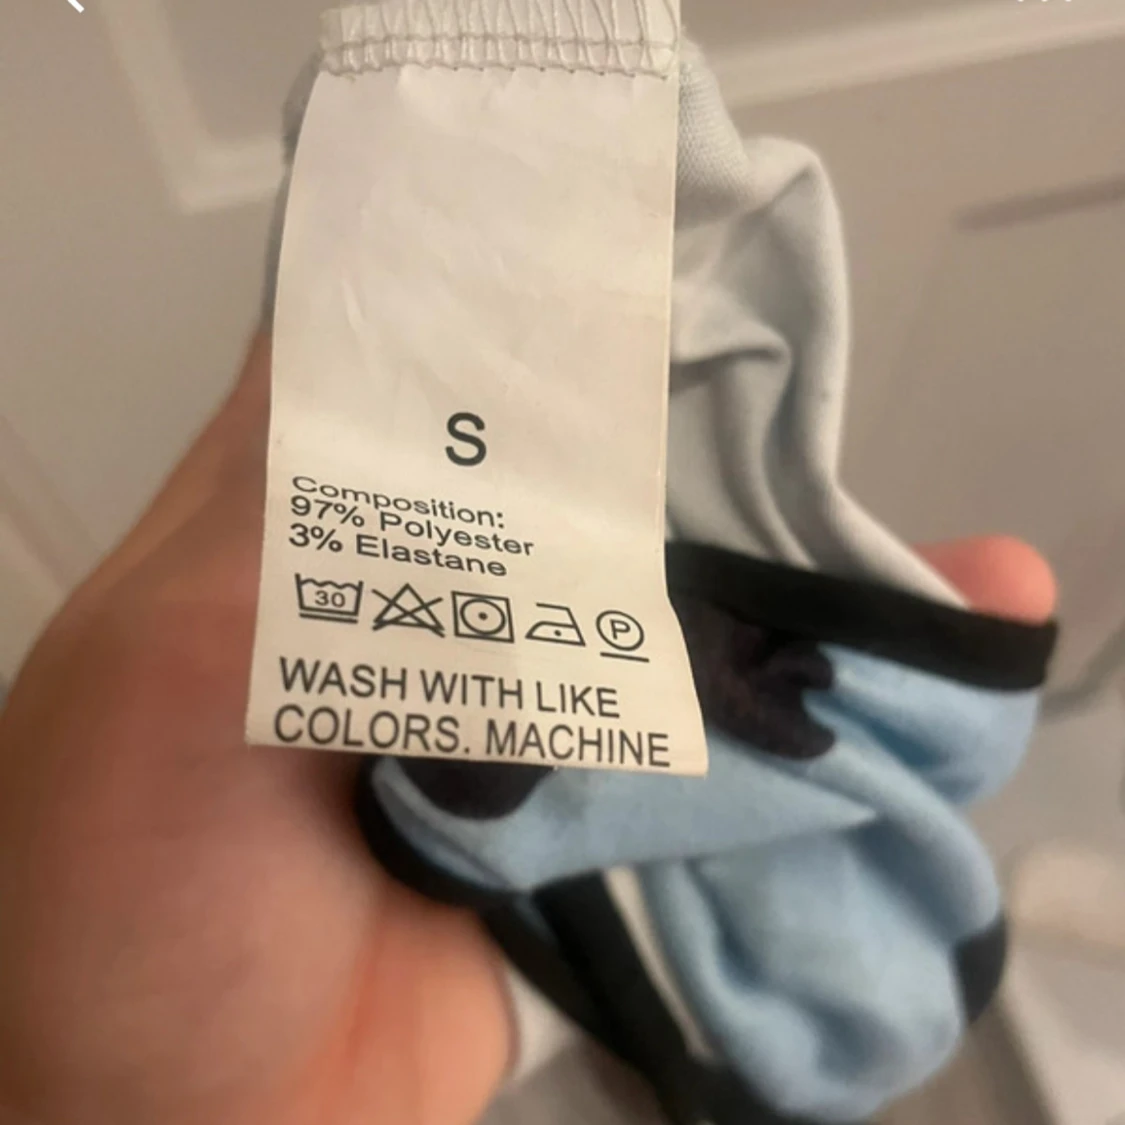 S
Composition:
97% Polyester
3% Elastane
30 P
WASH WITH LIKE
COLORS. MACHINE